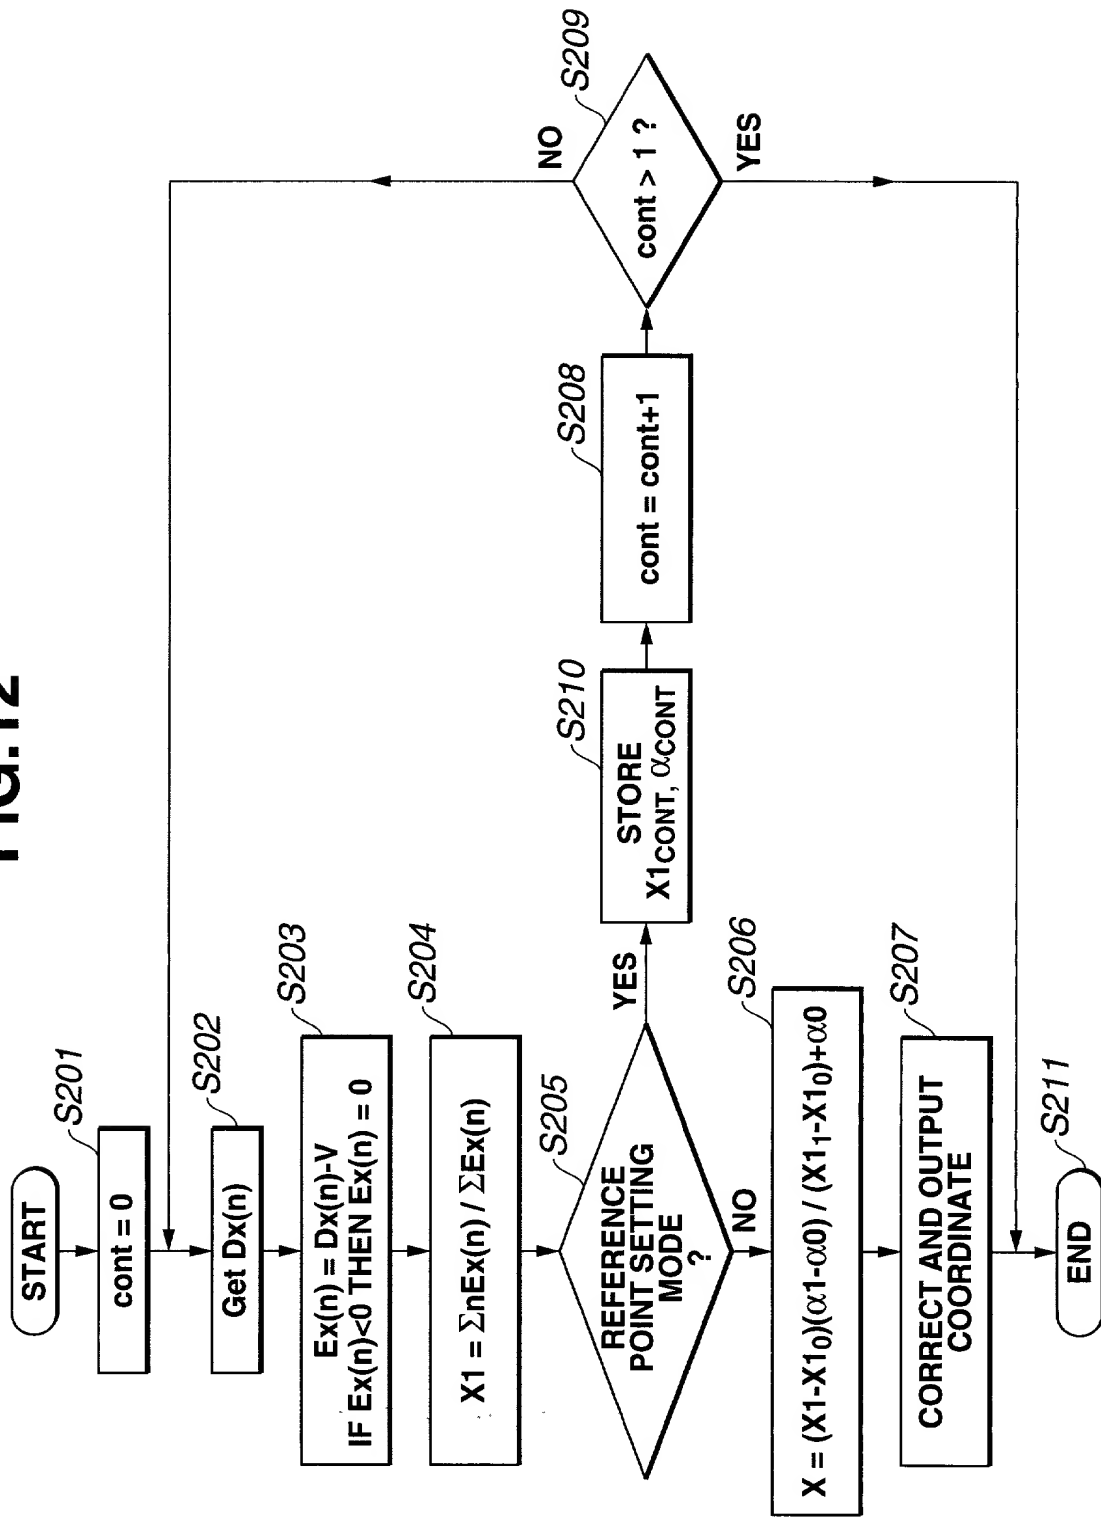 FIG.12
START
S201
cont = 0
S202
Get Dx(n)
S203
Ex(n) = Dx(n)-V
IF Ex(n)<0 THEN Ex(n) = 0
S204
X1 = ΣnEx(n) / ΣEx(n)
S205
REFERENCE
POINT SETTING
MODE
?
YES
NO
S206
X = (X1-X1₀)(α1-α0) / (X1₁-X1₀)+α0
S207
CORRECT AND OUTPUT
COORDINATE
S211
END
S210
STORE
X1CONT, αCONT
S208
cont = cont+1
S209
cont > 1 ?
NO
YES